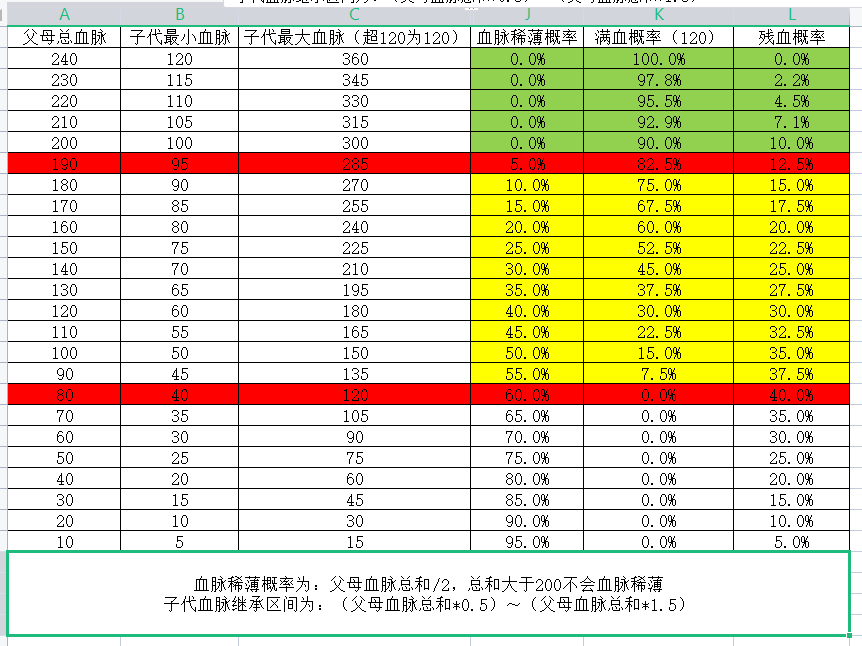 A B C J K L
父母总血脉 子代最小血脉 子代最大血脉（超120为120） 血脉稀薄概率 满血概率（120） 残血概率
240 120 360 0.0% 100.0% 0.0%
230 115 345 0.0% 97.8% 2.2%
220 110 330 0.0% 95.5% 4.5%
210 105 315 0.0% 92.9% 7.1%
200 100 300 0.0% 90.0% 10.0%
190 95 285 5.0% 82.5% 12.5%
180 90 270 10.0% 75.0% 15.0%
170 85 255 15.0% 67.5% 17.5%
160 80 240 20.0% 60.0% 20.0%
150 75 225 25.0% 52.5% 22.5%
140 70 210 30.0% 45.0% 25.0%
130 65 195 35.0% 37.5% 27.5%
120 60 180 40.0% 30.0% 30.0%
110 55 165 45.0% 22.5% 32.5%
100 50 150 50.0% 15.0% 35.0%
90 45 135 55.0% 7.5% 37.5%
80 40 120 60.0% 0.0% 40.0%
70 35 105 65.0% 0.0% 35.0%
60 30 90 70.0% 0.0% 30.0%
50 25 75 75.0% 0.0% 25.0%
40 20 60 80.0% 0.0% 20.0%
30 15 45 85.0% 0.0% 15.0%
20 10 30 90.0% 0.0% 10.0%
10 5 15 95.0% 0.0% 5.0%
血脉稀薄概率为：父母血脉总和/2，总和大于200不会血脉稀薄
子代血脉继承区间为：（父母血脉总和*0.5）～（父母血脉总和*1.5）